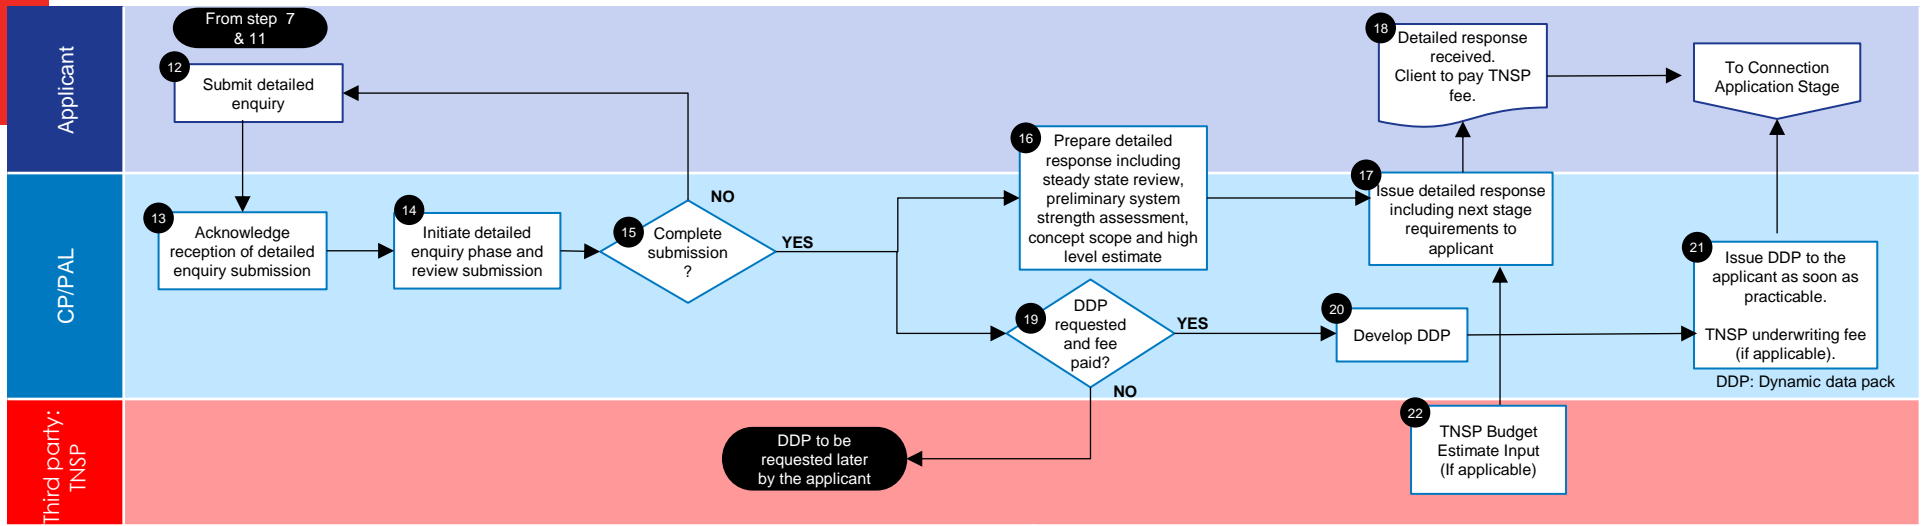 Applicant
From step 7
& 11
12
Submit detailed
enquiry
18
Detailed response
received.
Client to pay TNSP
fee.
To Connection
Application Stage
CP/PAL
13
Acknowledge
reception of detailed
enquiry submission
14
Initiate detailed
enquiry phase and
review submission
15
Complete
submission
?
NO
YES
16
Prepare detailed
response including
steady state review,
preliminary system
strength assessment,
concept scope and high
level estimate
17
Issue detailed response
including next stage
requirements to
applicant
19
DDP
requested
and fee
paid?
YES
NO
20
Develop DDP
21
Issue DDP to the
applicant as soon as
practicable.
TNSP underwriting fee
(if applicable).
DDP: Dynamic data pack
Third party:
TNSP
DDP to be
requested later
by the applicant
22
TNSP Budget
Estimate Input
(If applicable)